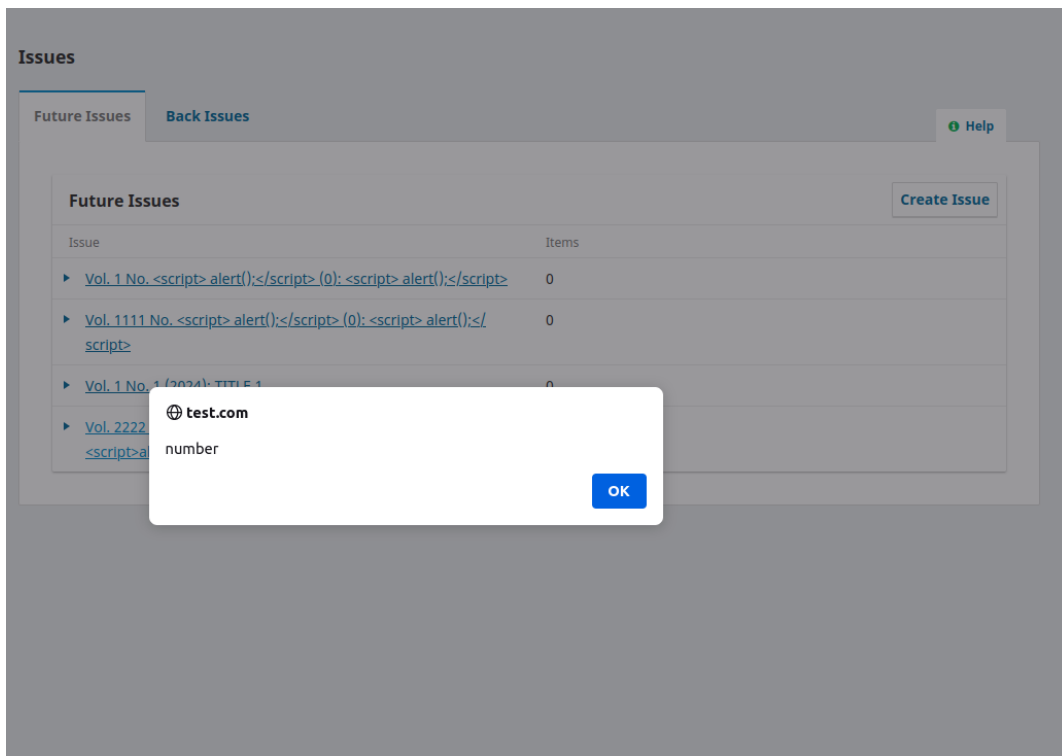 Issues
Future Issues
Back Issues
Help
Future Issues
Create Issue
Issue
Items
Vol. 1 No. <script> alert();</script> (0): <script> alert();</script>
0
Vol. 1111 No. <script> alert();</script> (0): <script> alert();</
script>
0
Vol. 1 No. 1 (2024): TITLE 1
0
Vol. 2222
<script>al
test.com
number
OK